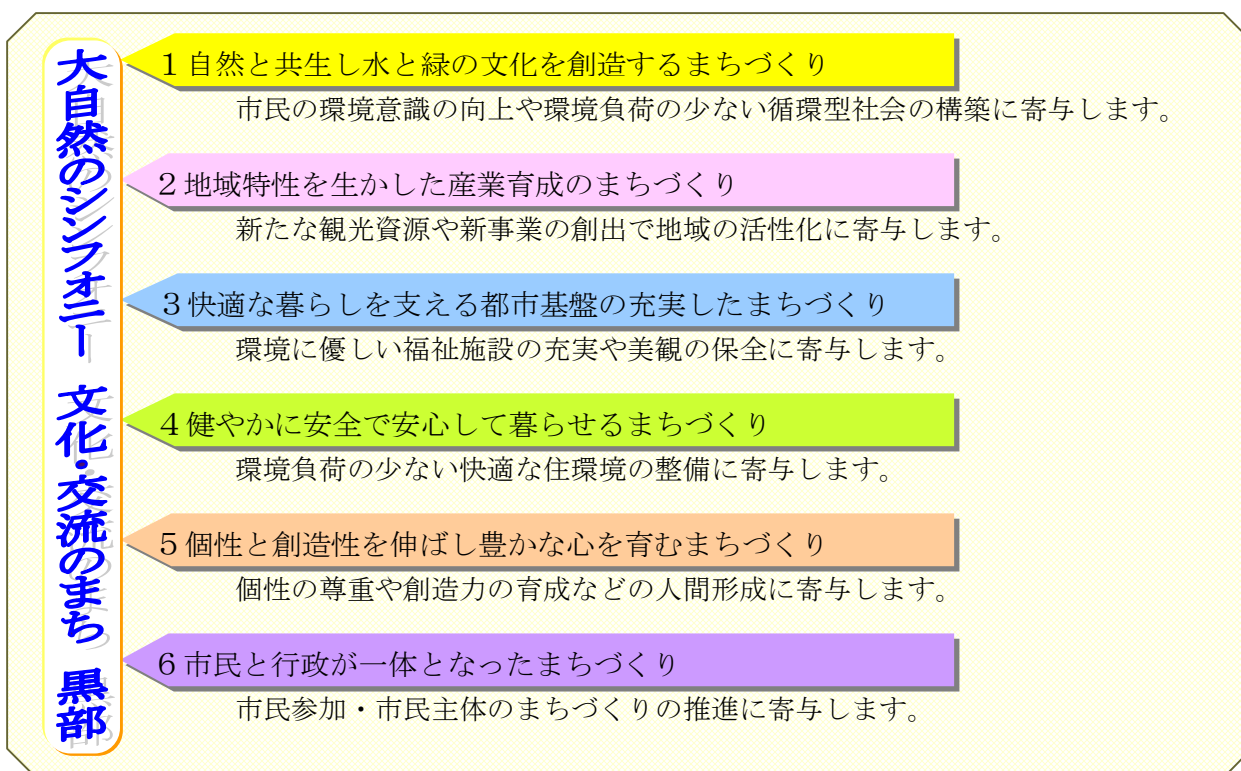 大自然のシンフォニー 文化・交流のまち 黒部
１自然と共生し水と緑の文化を創造するまちづくり
市民の環境意識の向上や環境負荷の少ない循環型社会の構築に寄与します。
２地域特性を生かした産業育成のまちづくり
新たな観光資源や新事業の創出で地域の活性化に寄与します。
３快適な暮らしを支える都市基盤の充実したまちづくり
環境に優しい福祉施設の充実や美観の保全に寄与します。
４健やかに安全で安心して暮らせるまちづくり
環境負荷の少ない快適な住環境の整備に寄与します。
５個性と創造性を伸ばし豊かな心を育むまちづくり
個性の尊重や創造力の育成などの人間形成に寄与します。
６市民と行政が一体となったまちづくり
市民参加・市民主体のまちづくりの推進に寄与します。